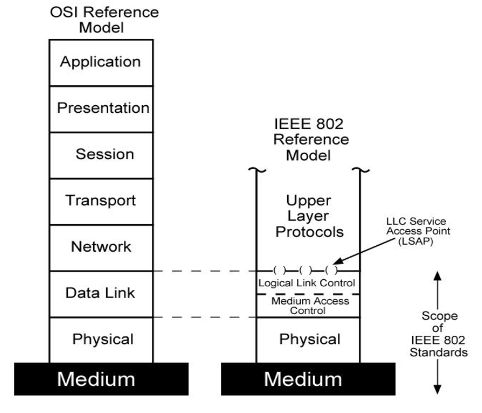 OSI Reference
Model
Application
Presentation
Session
Transport
Network
Data Link
Physical
Medium
IEEE 802
Reference
Model
Upper
Layer
Protocols
LLC Service
Access Point
(LSAP)
Logical Link Control
Medium Access
Control
Physical
Medium
Scope
of
IEEE 802
Standards